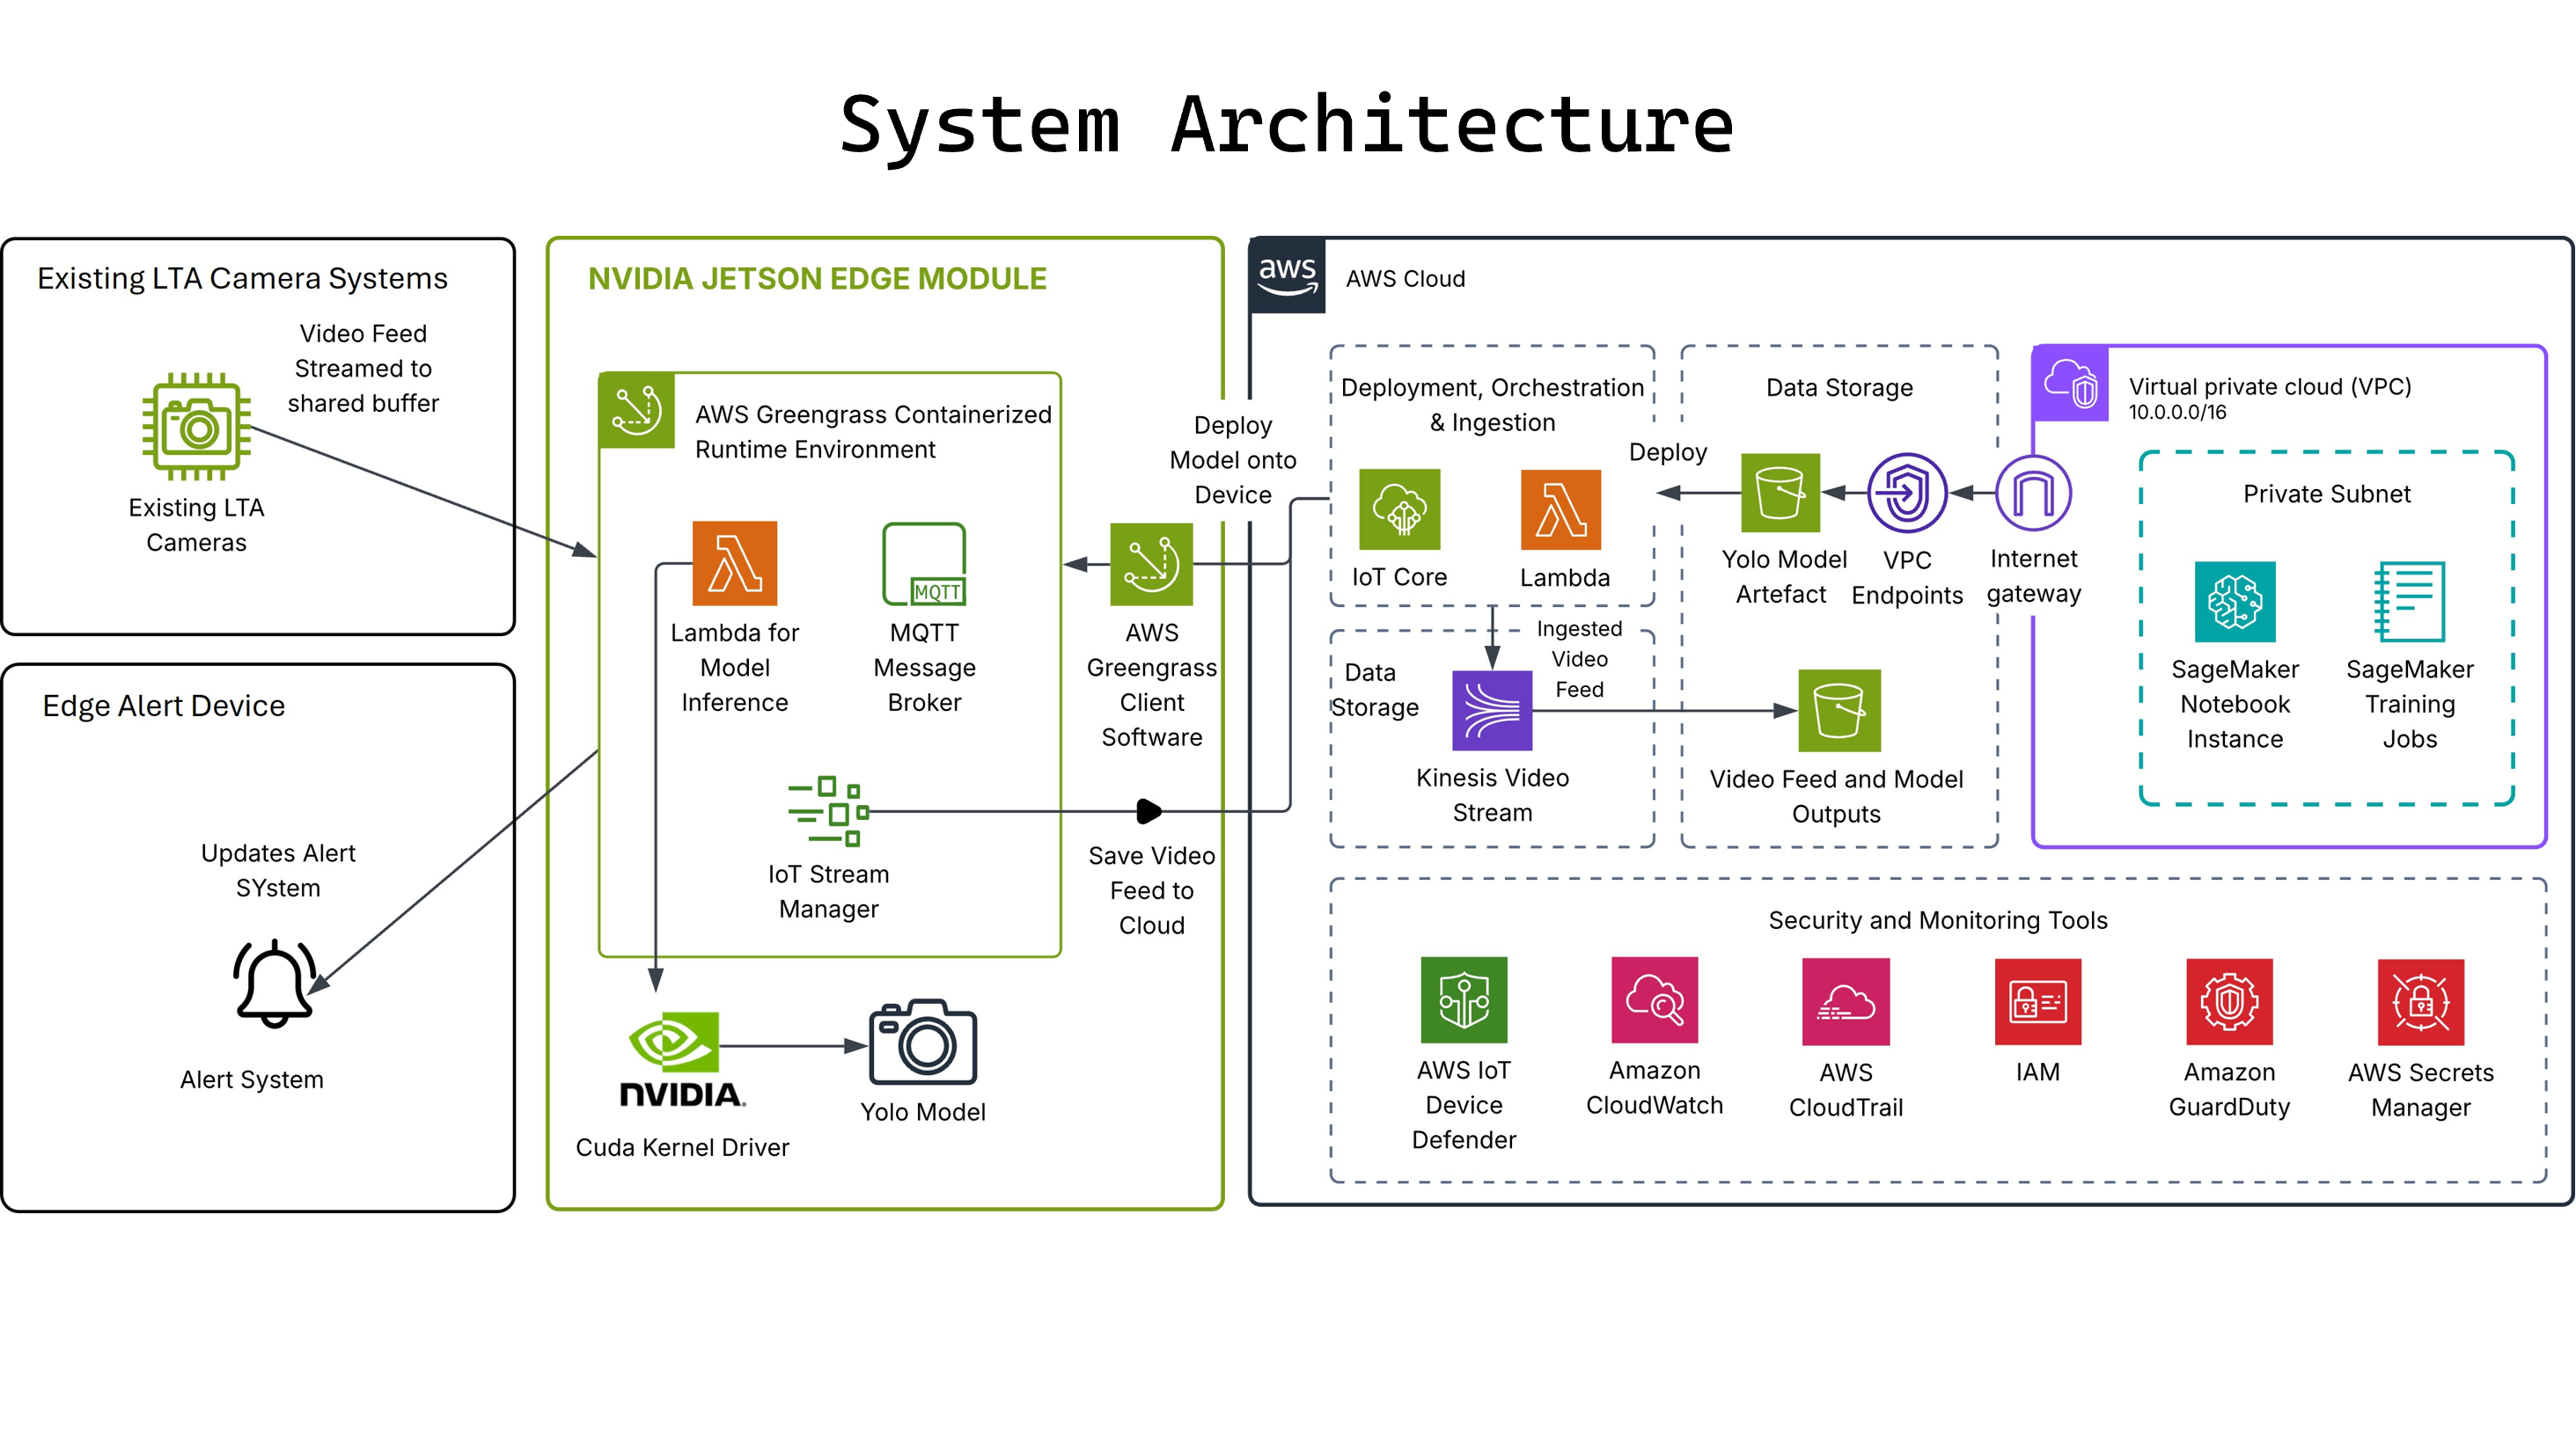 System Architecture
Existing LTA Camera Systems
Video Feed
Streamed to
shared buffer
Existing LTA
Cameras
Edge Alert Device
Updates Alert
SYstem
Alert System
NVIDIA JETSON EDGE MODULE
AWS Greengrass Containerized
Runtime Environment
Lambda for
Model
Inference
MQTT
MQTT
Message
Broker
IoT Stream
Manager
NVIDIA.
Cuda Kernel Driver
Yolo Model
Deploy
Model onto
Device
AWS
Greengrass
Client
Software
Save Video
Feed to
Cloud
aws
AWS Cloud
Deployment, Orchestration
& Ingestion
IoT Core
Lambda
Deploy
Data
Storage
Ingested
Video
Feed
Kinesis Video
Stream
Data Storage
Yolo Model
Artefact
VPC
Endpoints
Internet
gateway
Video Feed and Model
Outputs
Virtual private cloud (VPC)
10.0.0.0/16
Private Subnet
SageMaker
Notebook
Instance
SageMaker
Training
Jobs
Security and Monitoring Tools
AWS IoT
Device
Defender
Amazon
CloudWatch
AWS
CloudTrail
IAM
Amazon
GuardDuty
AWS Secrets
Manager